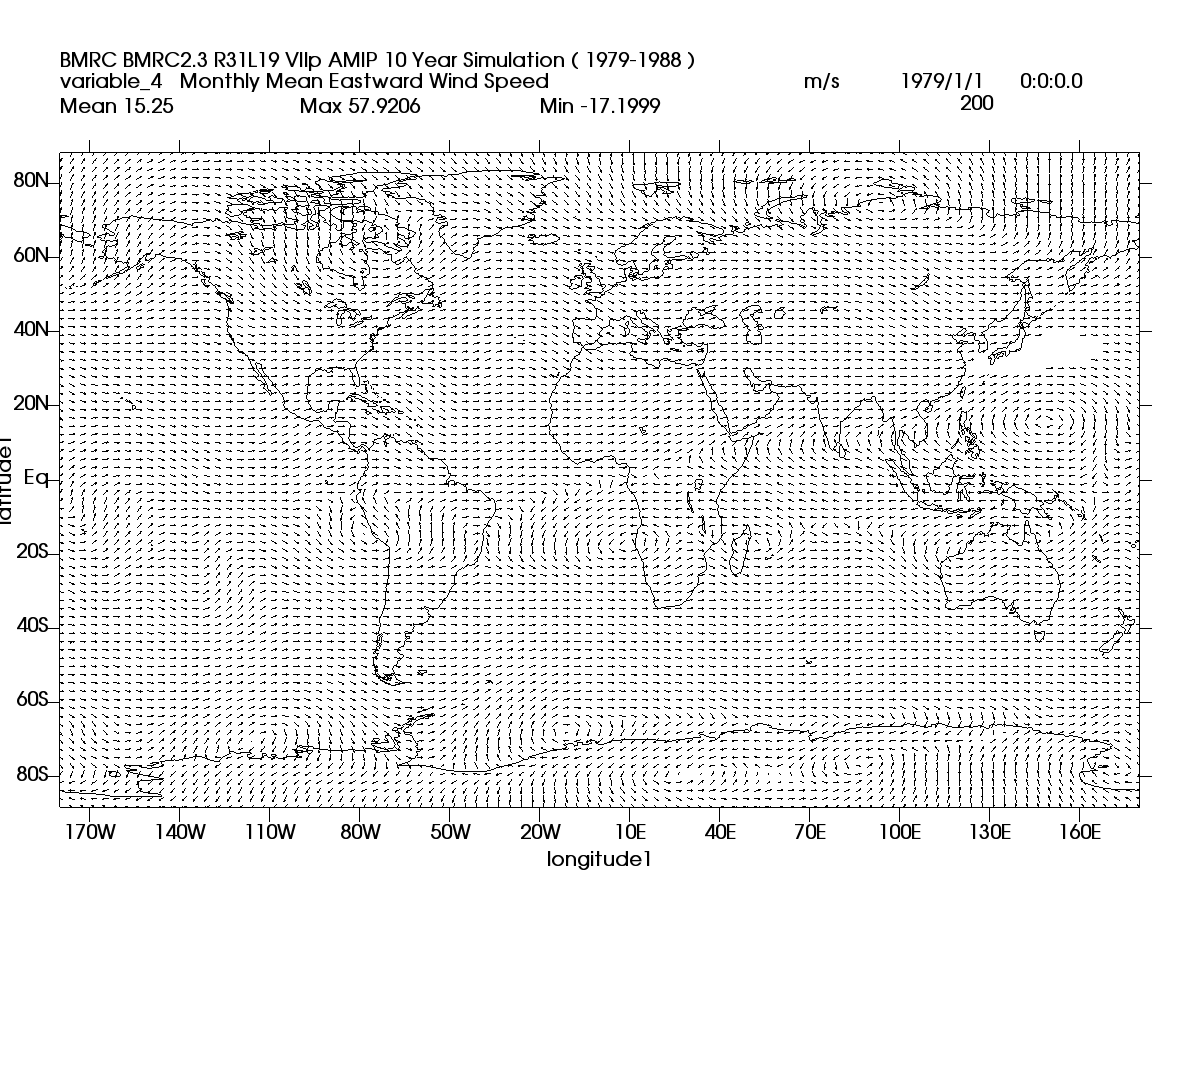 BMRC BMRC2.3 R31L19 VIIp AMIP 10 Year Simulation ( 1979-1988 )
variable_4 Monthly Mean Eastward Wind Speed m/s 1979/1/1 0:0:0.0
Mean 15.25 Max 57.9206 Min -17.1999 200
80N
60N
40N
20N
Eq
20S
40S
60S
80S
latitude1
170W 140W 110W 80W 50W 20W 10E 40E 70E 100E 130E 160E
longitude1